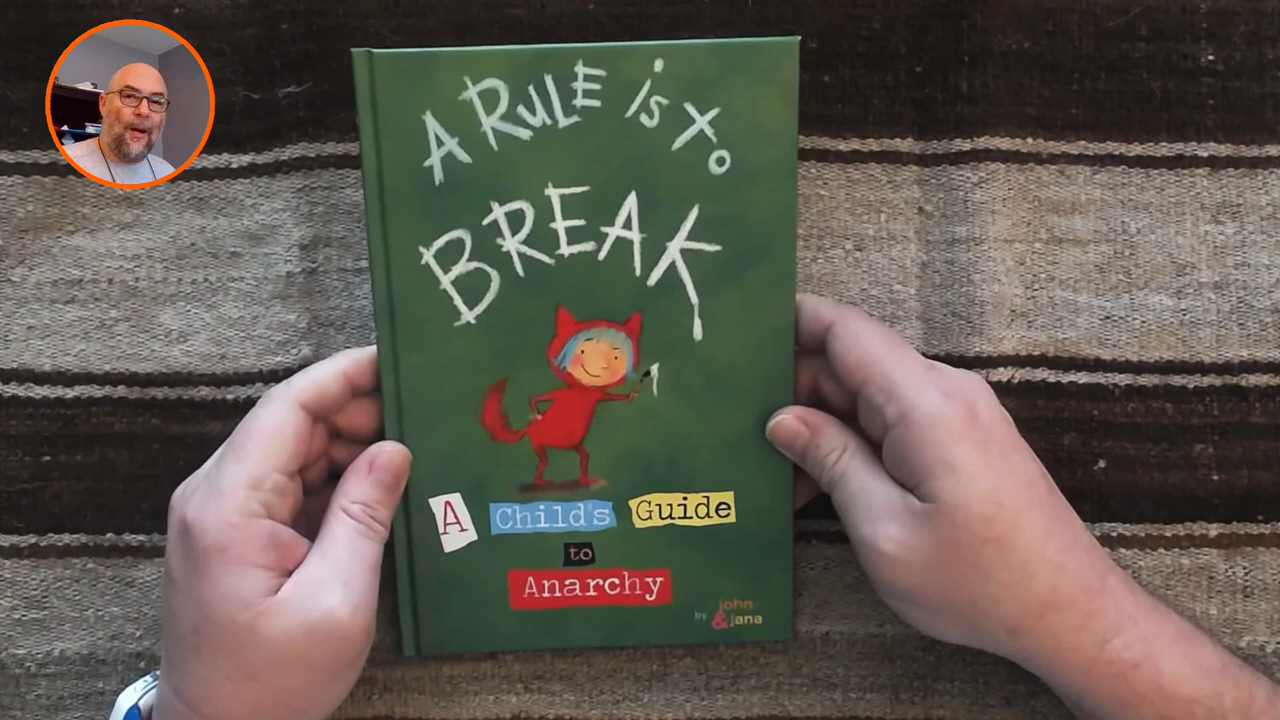 A RULE is To
BREAK
A Child's Guide
to
Anarchy
by john
& jana